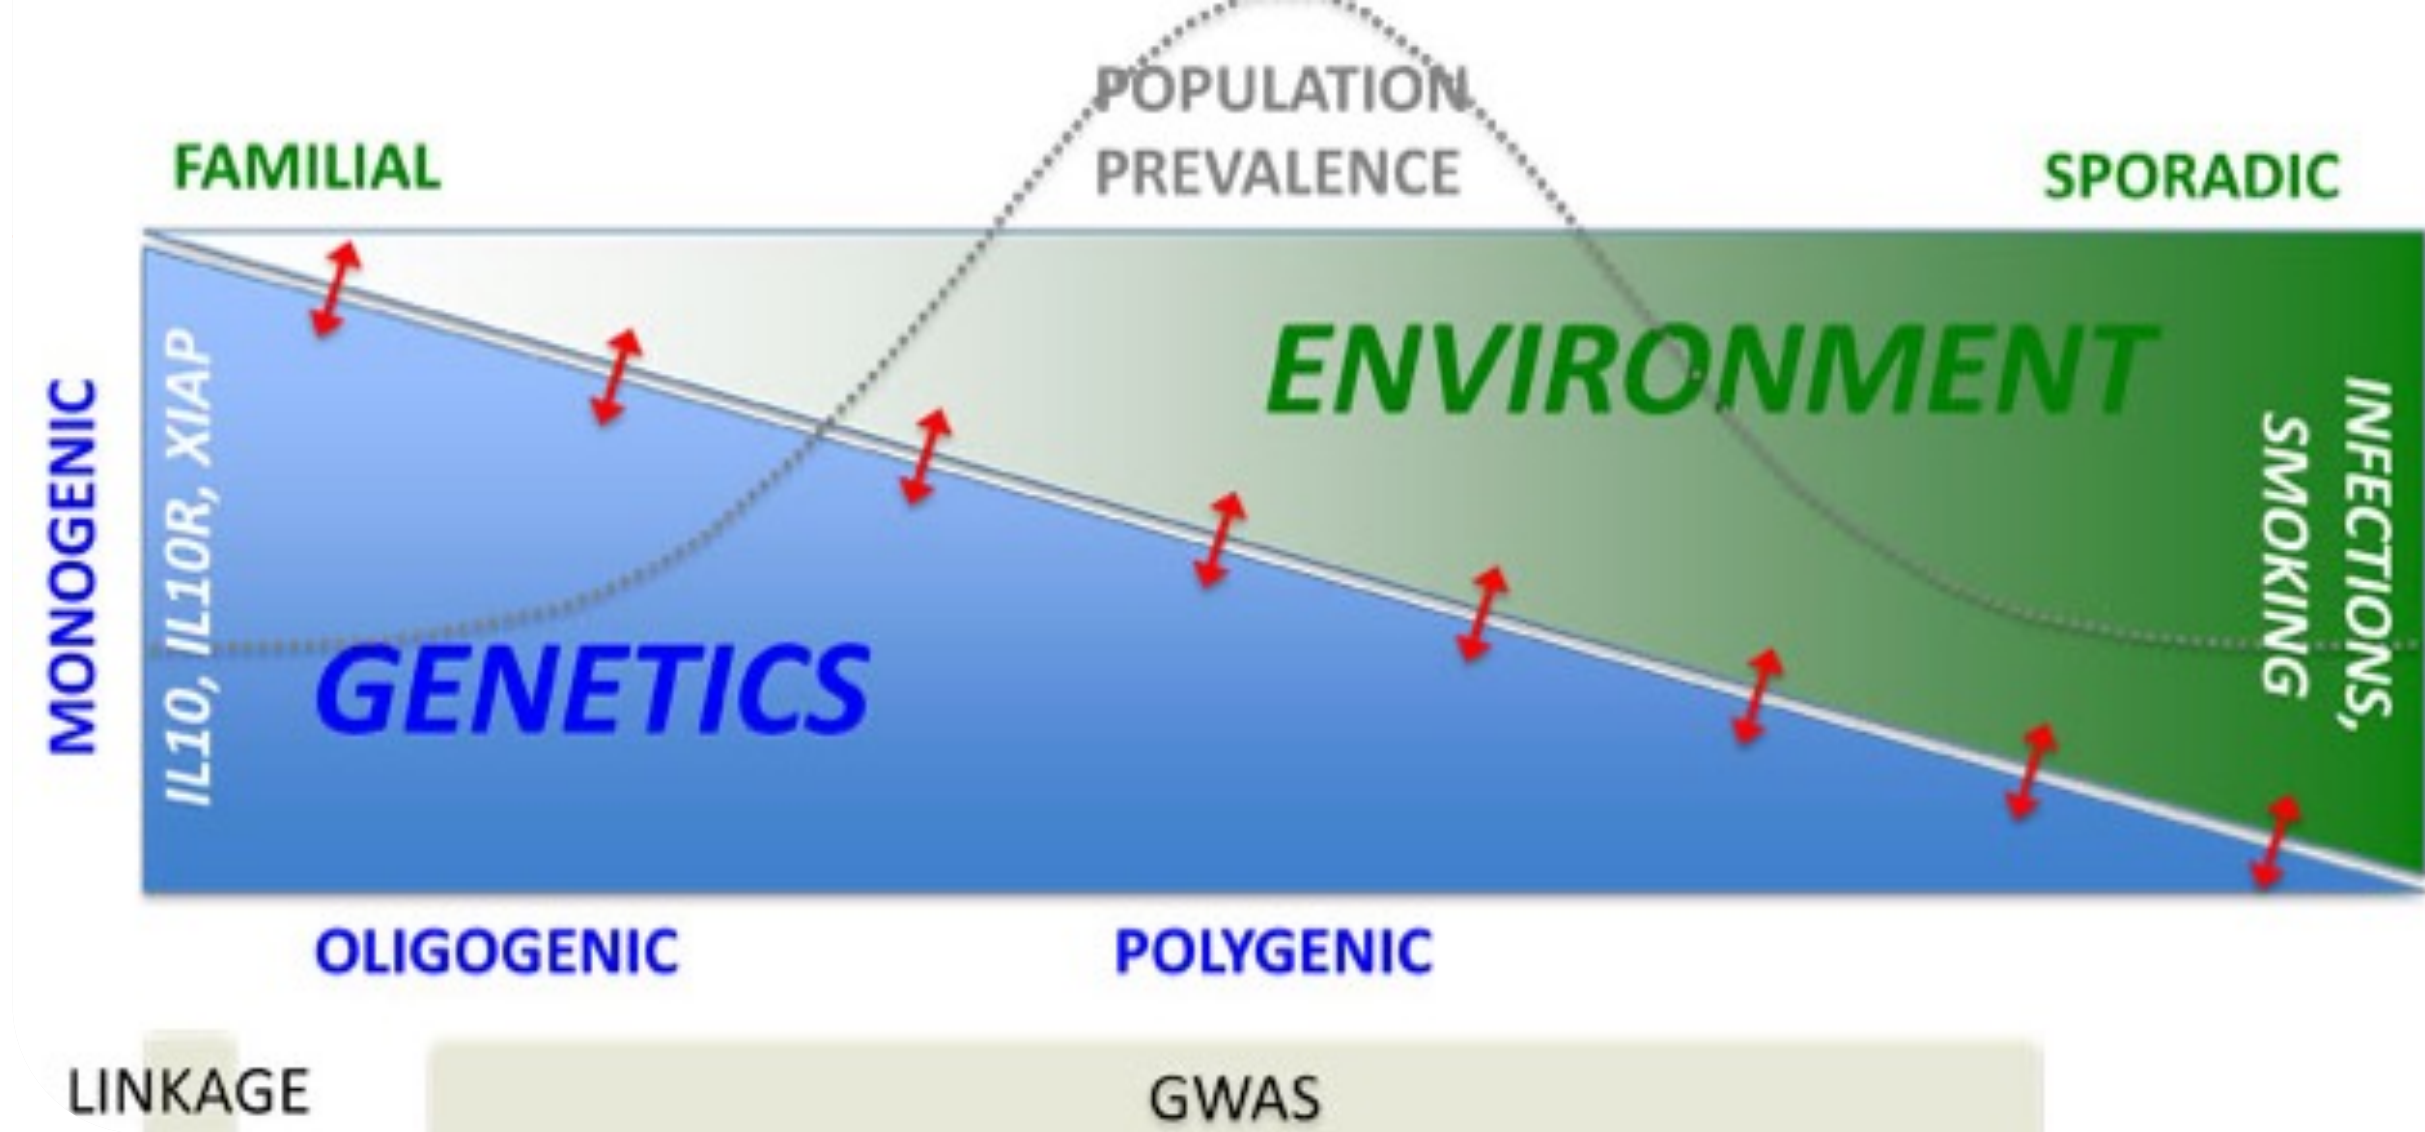 POPULATION
PREVALENCE
FAMILIAL
SPORADIC
MONOGENIC
IL10, IL10R, XIAP
GENETICS
ENVIRONMENT
INFECTIONS,
SMOKING
OLIGOGENIC
POLYGENIC
LINKAGE
GWAS